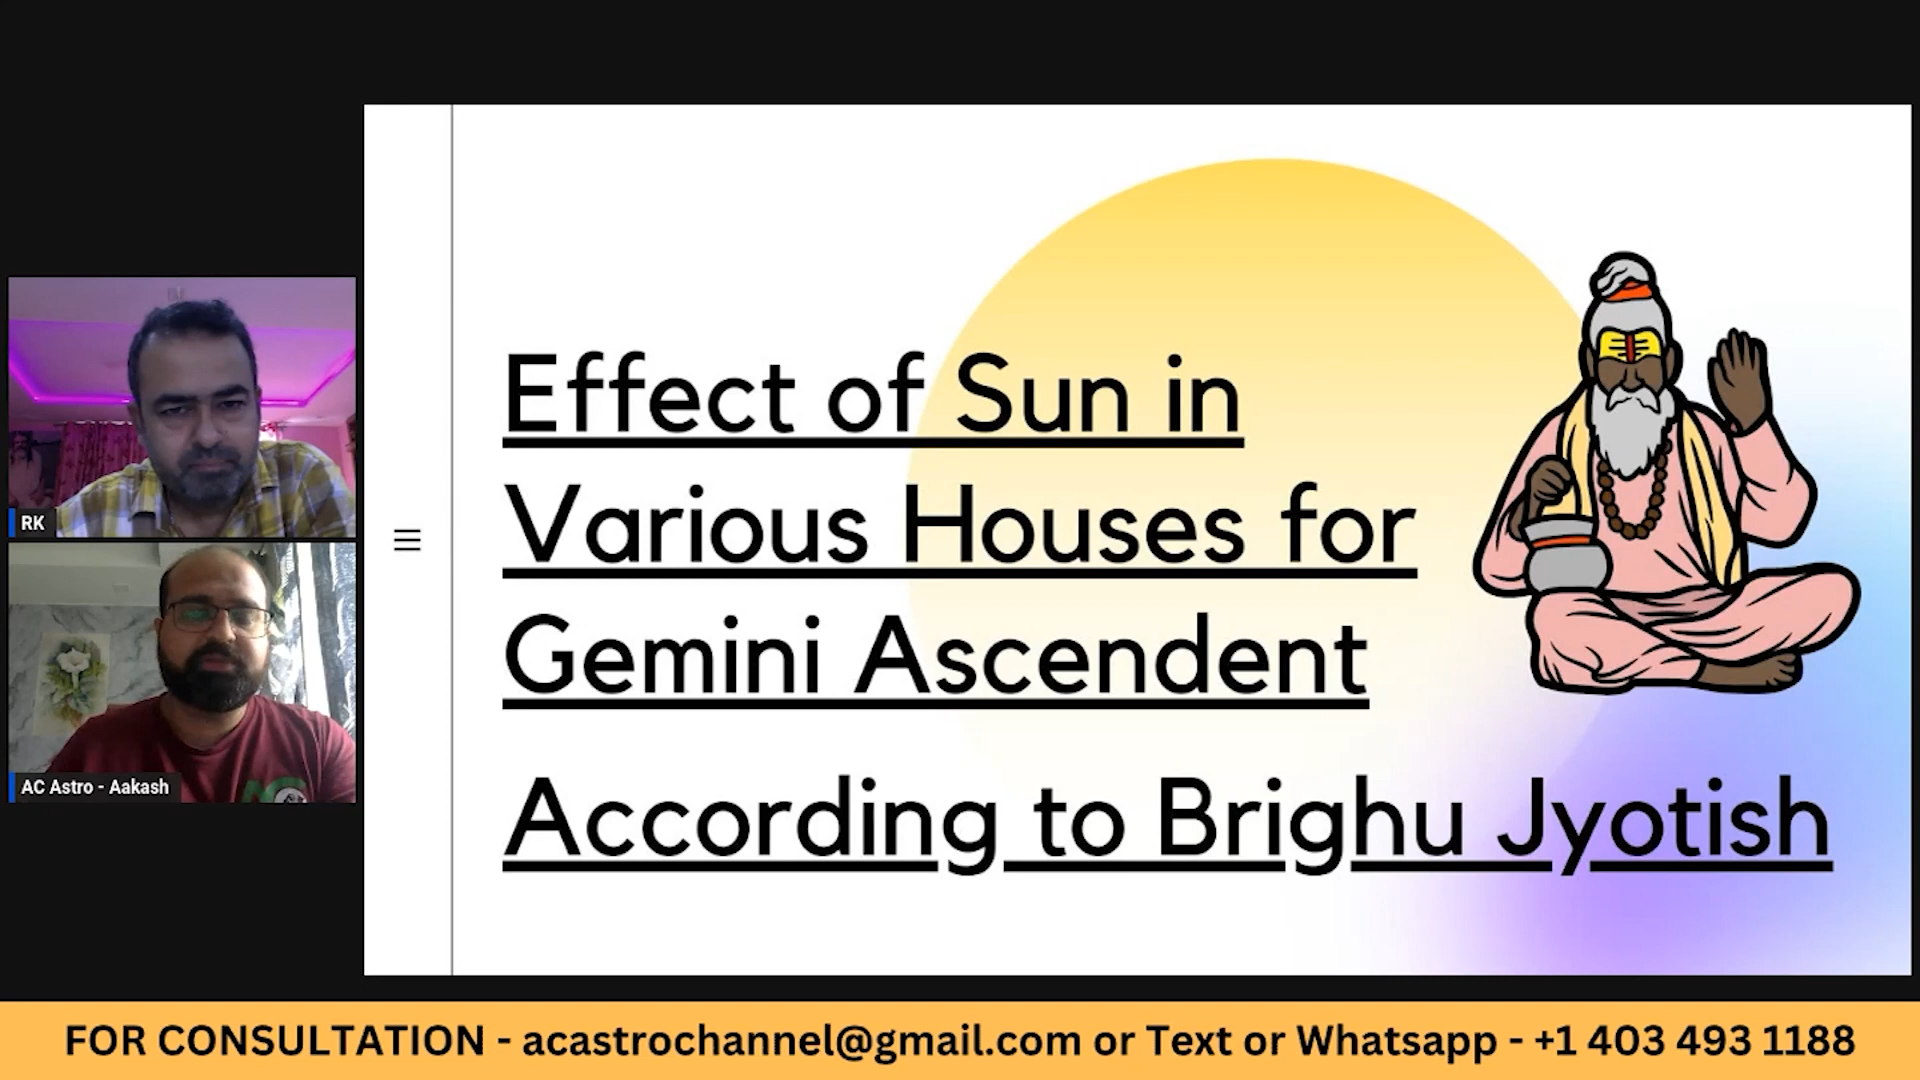 Effect of Sun in
Various Houses for
Gemini Ascendent
According to Brighu Jyotish
RK
AC Astro - Aakash
FOR CONSULTATION - acastrochannel@gmail.com or Text or Whatsapp - +1 403 493 1188